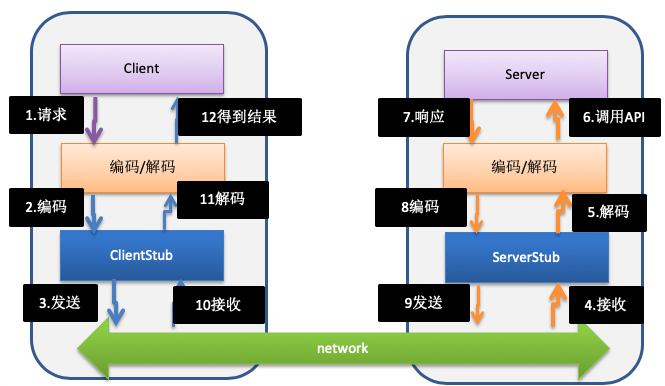 Client
1.请求
12得到结果
编码/解码
2.编码
11解码
ClientStub
3.发送
10接收
Server
7.响应
6.调用API
编码/解码
8编码
5.解码
ServerStub
9发送
4.接收
network